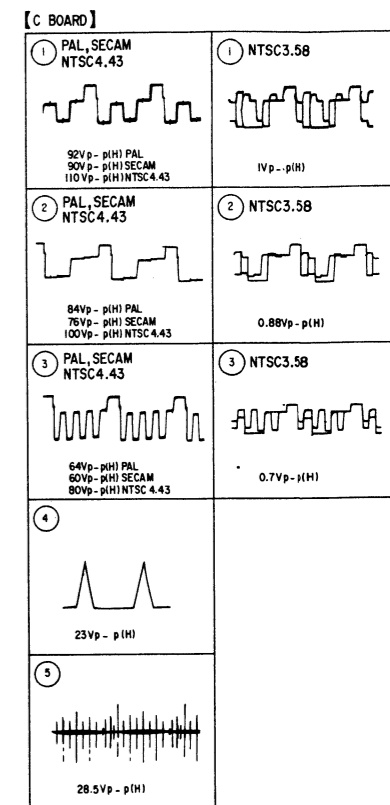 [C BOARD]
1 PAL,SECAM
NTSC4.43
92Vp-p(H) PAL
90Vp-p(H) SECAM
110Vp-p(H) NTSC4.43
1 NTSC3.58
1Vp-p(H)
2 PAL,SECAM
NTSC4.43
84Vp-p(H) PAL
76Vp-p(H) SECAM
100Vp-p(H) NTSC4.43
2 NTSC3.58
0.88Vp-p(H)
3 PAL,SECAM
NTSC4.43
64Vp-p(H) PAL
60Vp-p(H) SECAM
80Vp-p(H) NTSC4.43
3 NTSC3.58
0.7Vp-p(H)
4
23Vp-p(H)
5
28.5Vp-p(H)